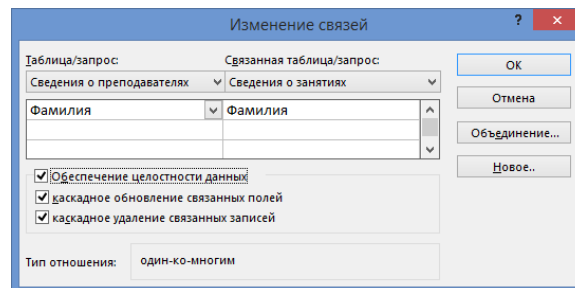 Изменение связей
Таблица/запрос: Связанная таблица/запрос:
Сведения о преподавателях Сведения о занятиях
Фамилия Фамилия
Обеспечение целостности данных
каскадное обновление связанных полей
каскадное удаление связанных записей
Тип отношения: один-ко-многим
ОК
Отмена
Объединение...
Новое..